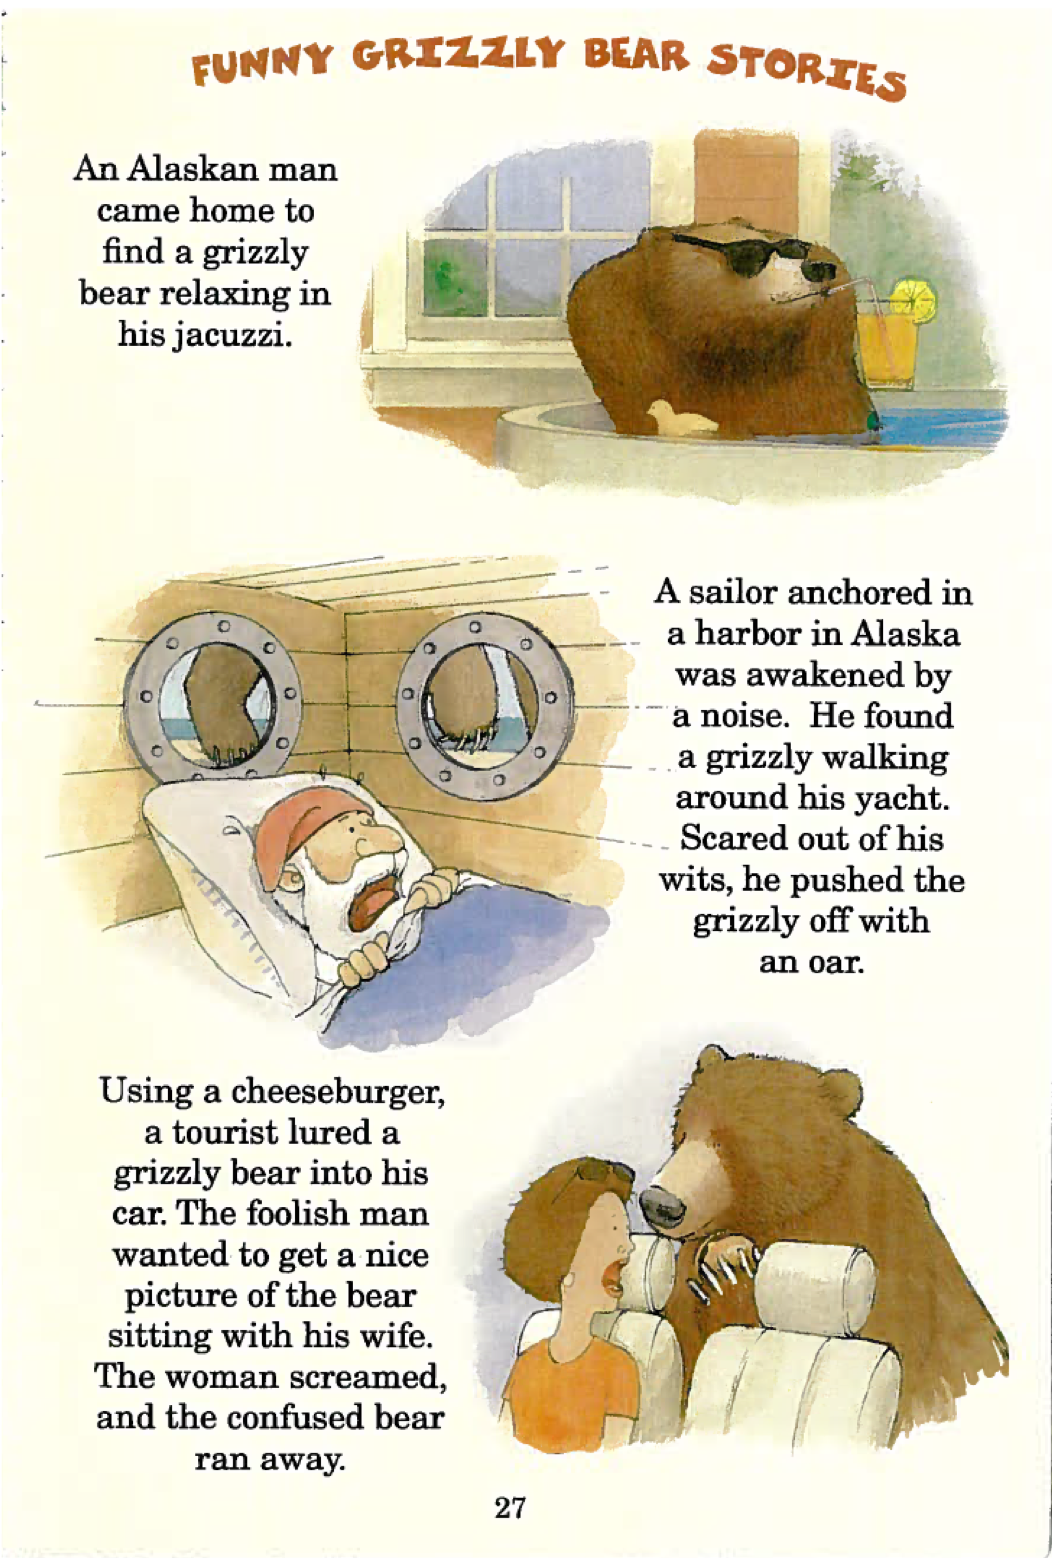 FUNNY GRIZZLY BEAR STORIES
An Alaskan man
came home to
find a grizzly
bear relaxing in
his jacuzzi.
A sailor anchored in
a harbor in Alaska
was awakened by
a noise. He found
a grizzly walking
around his yacht.
Scared out of his
wits, he pushed the
grizzly off with
an oar.
Using a cheeseburger,
a tourist lured a
grizzly bear into his
car. The foolish man
wanted to get a nice
picture of the bear
sitting with his wife.
The woman screamed,
and the confused bear
ran away.
27